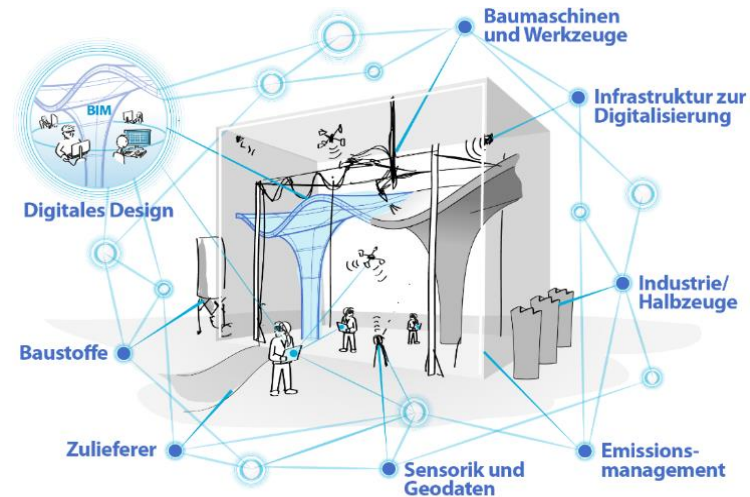 Baumaschinen
und Werkzeuge
BIM
Infrastruktur zur
Digitalisierung
Digitales Design
Industrie/
Halbzeuge
Baustoffe
Zulieferer
Emissions-
management
Sensorik und
Geodaten